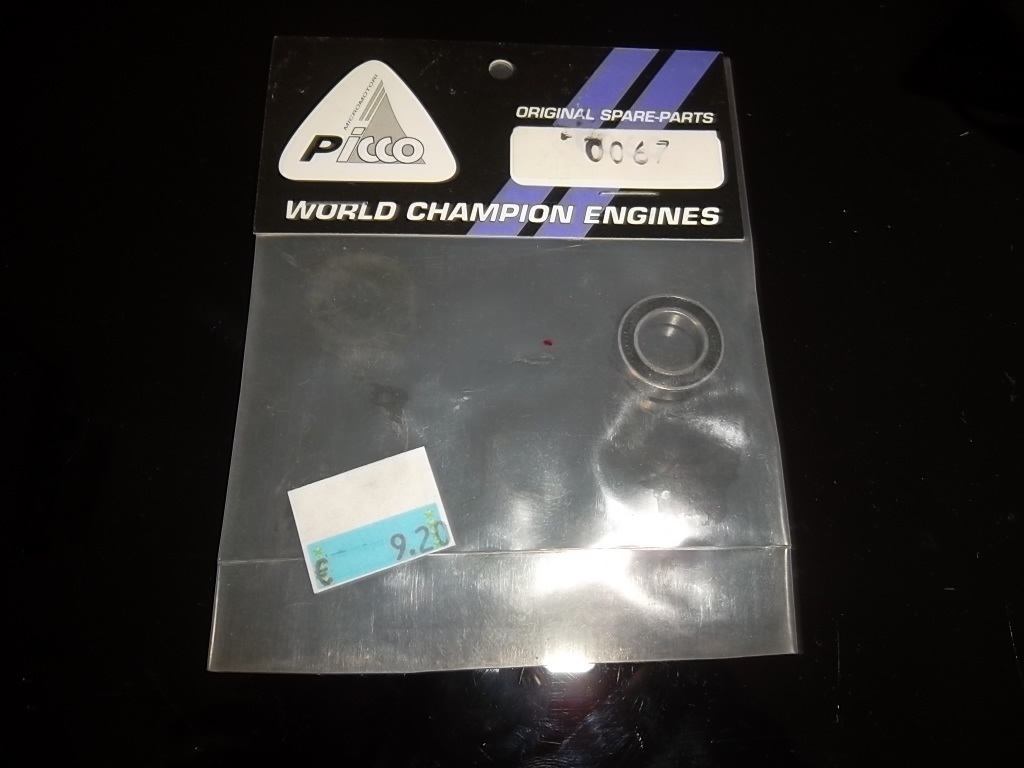 MICROMOTORI
Picco
ORIGINAL SPARE-PARTS
0067
WORLD CHAMPION ENGINES
9.20
€